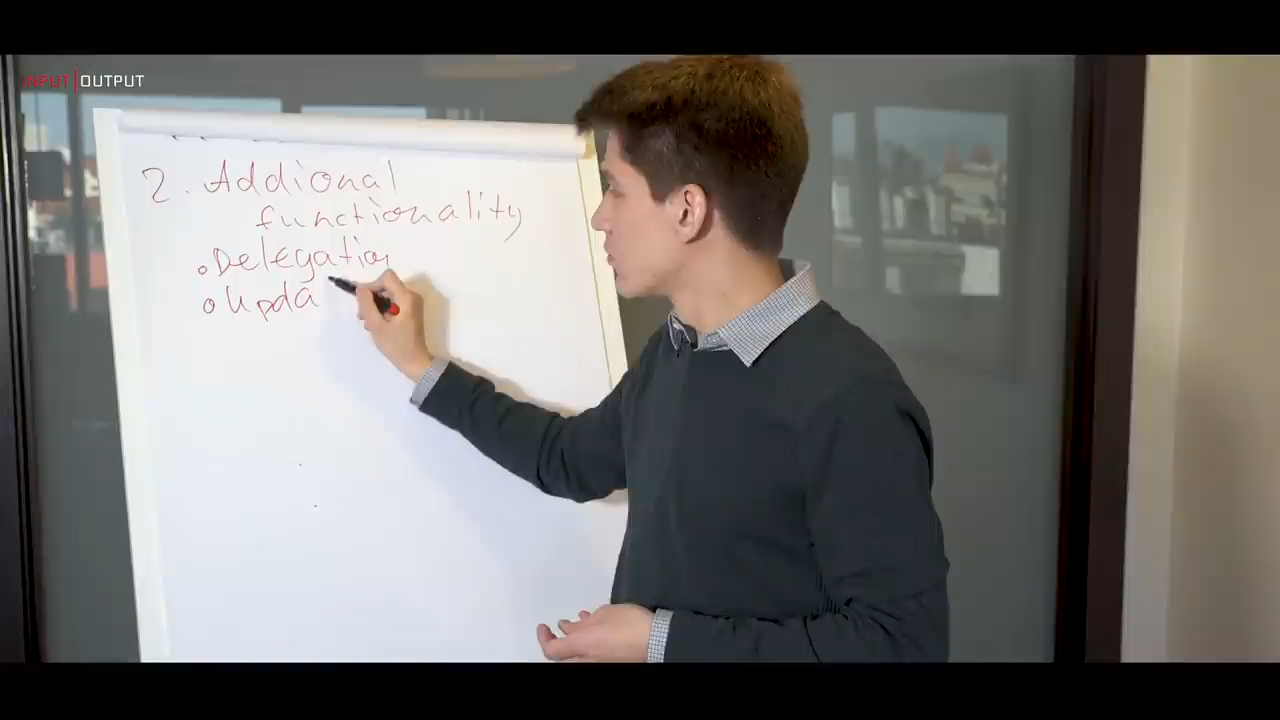 INPUT|OUTPUT
2. Addional
functionality
Delegation
Upda